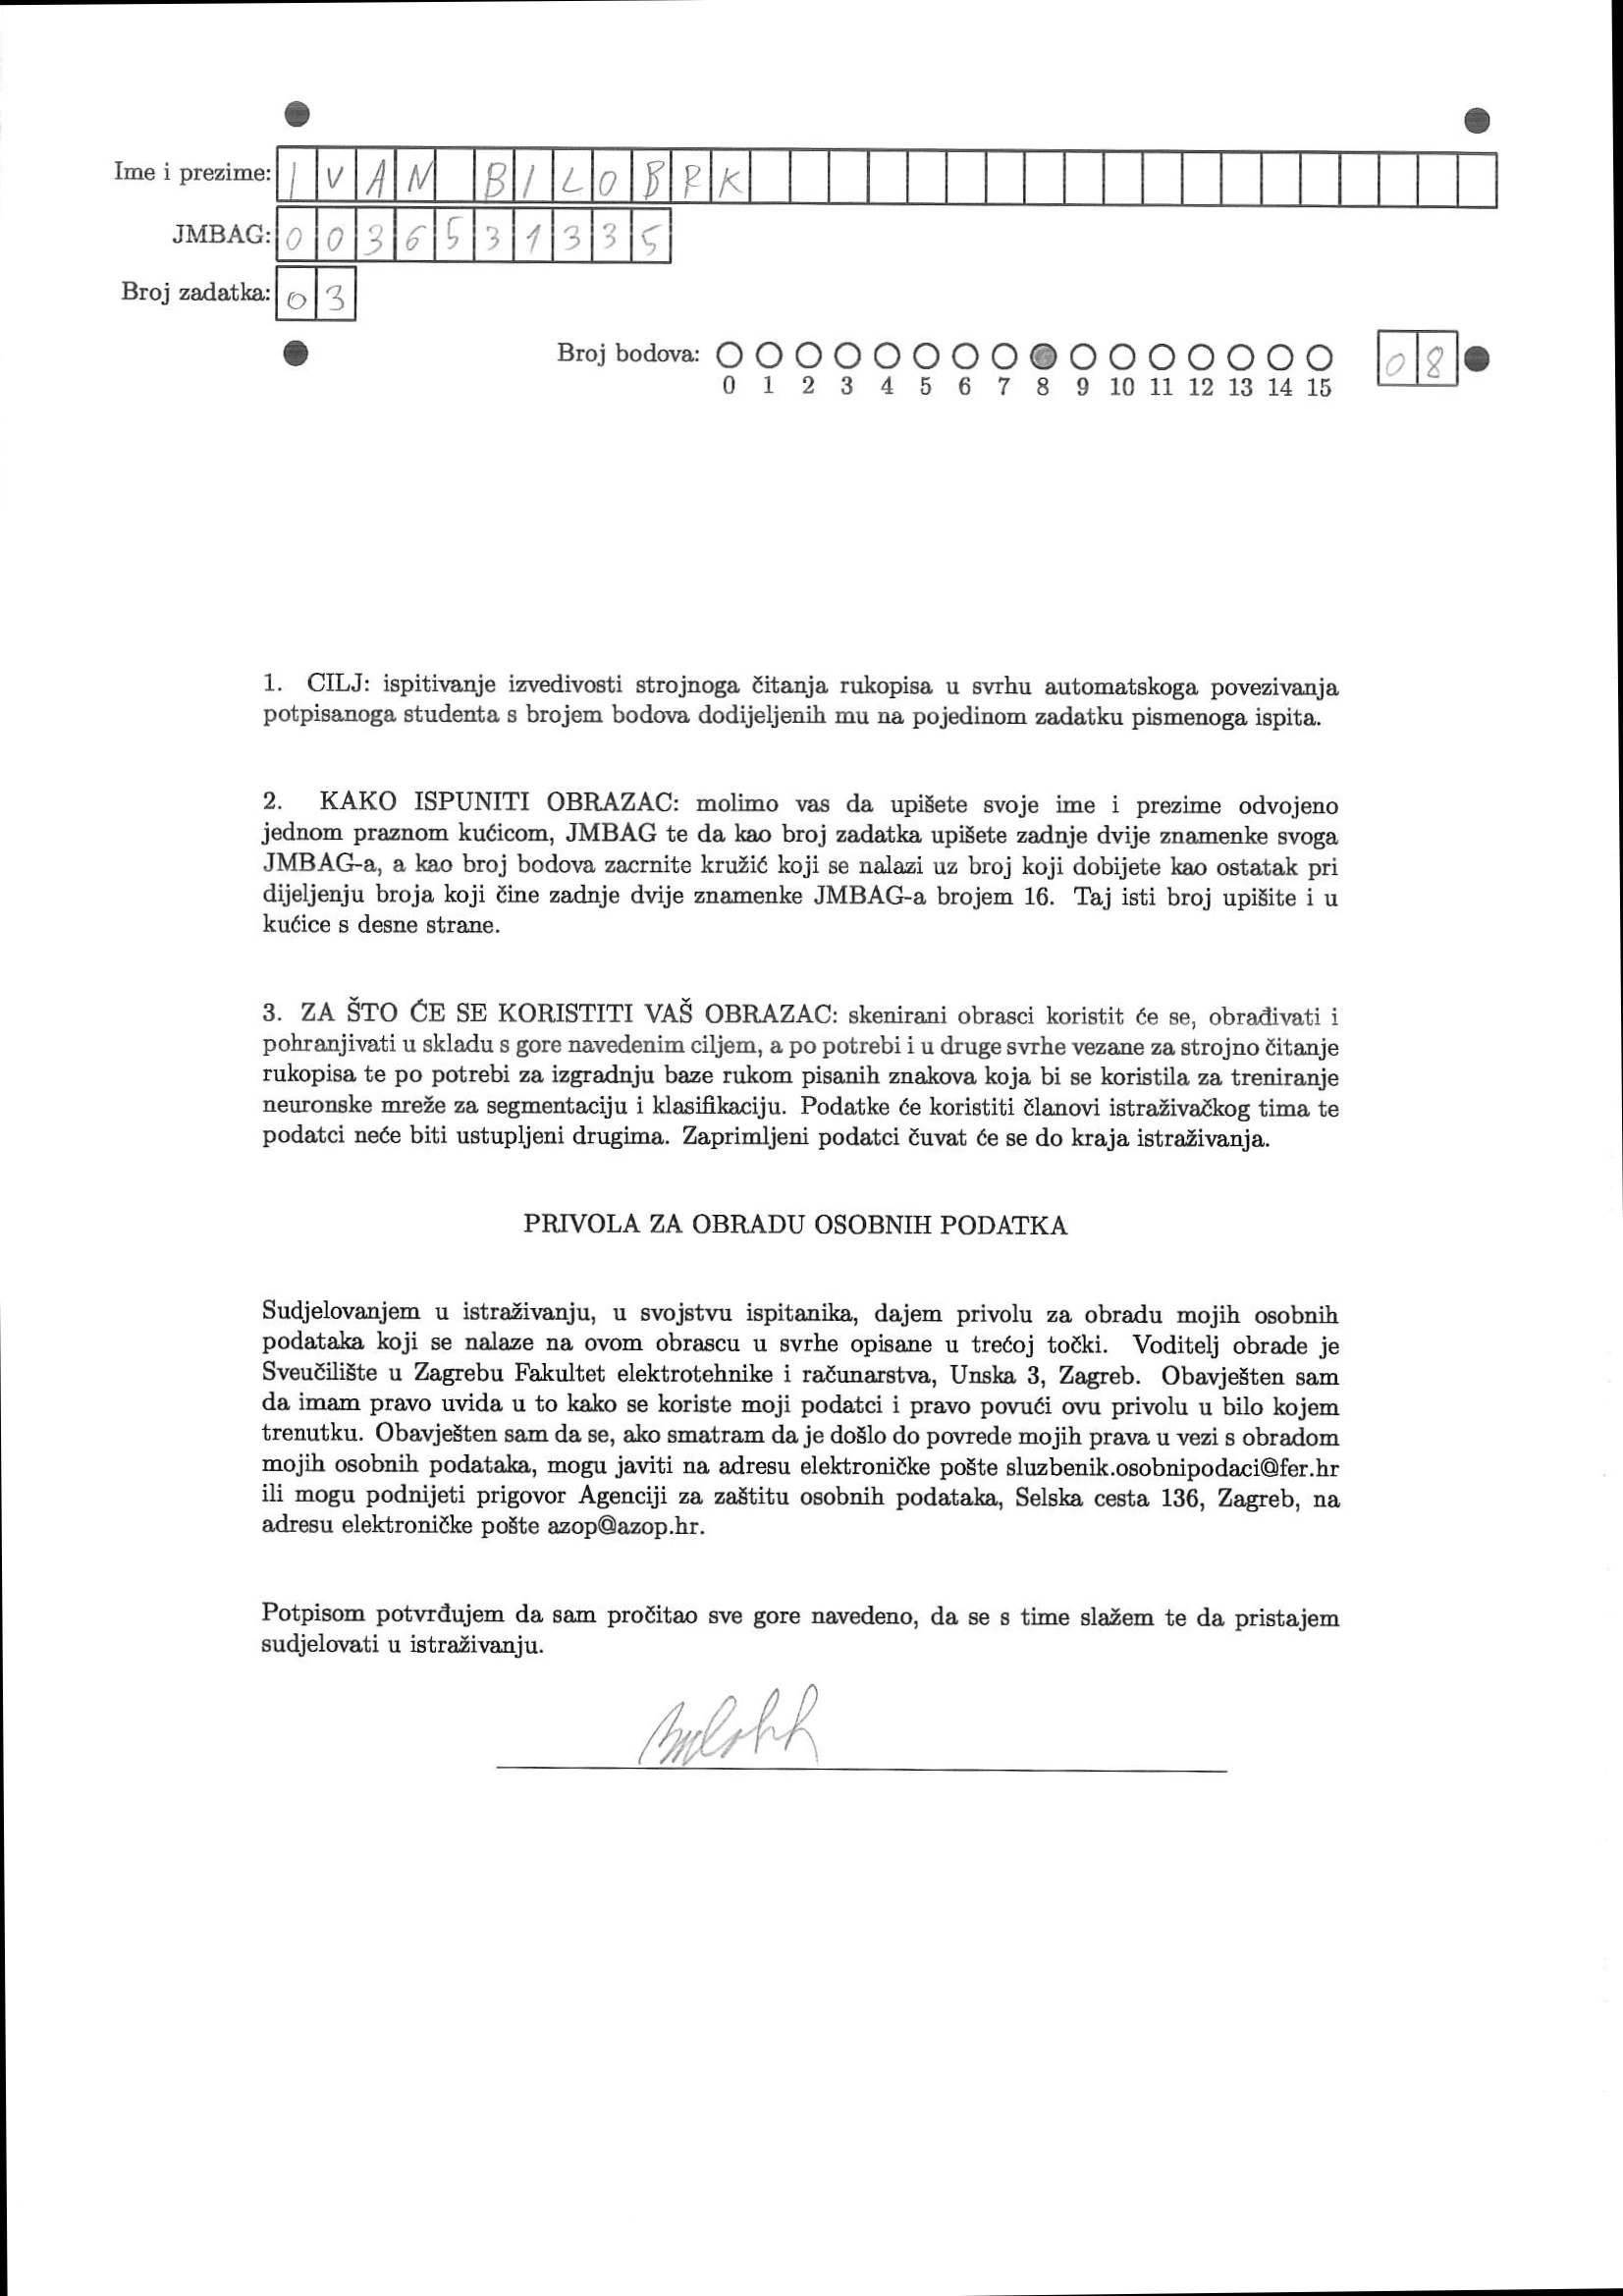 Ime i prezime: IVAN BILOBRK
JMBAG: 0036531335
Broj zadatka: 03
Broj bodova: 08
0 1 2 3 4 5 6 7 8 9 10 11 12 13 14 15
1. CILJ: ispitivanje izvedivosti strojnoga čitanja rukopisa u svrhu automatskoga povezivanja
potpisanoga studenta s brojem bodova dodijeljenih mu na pojedinom zadatku pismenoga ispita.
2. KAKO ISPUNITI OBRAZAC: molimo vas da upišete svoje ime i prezime odvojeno
jednom praznom kućicom, JMBAG te da kao broj zadatka upišete zadnje dvije znamenke svoga
JMBAG-a, a kao broj bodova zacrnite kružić koji se nalazi uz broj koji dobijete kao ostatak pri
dijeljenju broja koji čine zadnje dvije znamenke JMBAG-a brojem 16. Taj isti broj upišite i u
kućice s desne strane.
3. ZA ŠTO ĆE SE KORISTITI VAŠ OBRAZAC: skenirani obrasci koristit će se, obrađivati i
pohranjivati u skladu s gore navedenim ciljem, a po potrebi i u druge svrhe vezane za strojno čitanje
rukopisa te po potrebi za izgradnju baze rukom pisanih znakova koja bi se koristila za treniranje
neuronske mreže za segmentaciju i klasifikaciju. Podatke će koristiti članovi istraživačkog tima te
podatci neće biti ustupljeni drugima. Zaprimljeni podatci čuvat će se do kraja istraživanja.
PRIVOLA ZA OBRADU OSOBNIH PODATKA
Sudjelovanjem u istraživanju, u svojstvu ispitanika, dajem privolu za obradu mojih osobnih
podataka koji se nalaze na ovom obrascu u svrhe opisane u trećoj točki. Voditelj obrade je
Sveučilište u Zagrebu Fakultet elektrotehnike i računarstva, Unska 3, Zagreb. Obavješten sam
da imam pravo uvida u to kako se koriste moji podatci i pravo povući ovu privolu u bilo kojem
trenutku. Obavješten sam da se, ako smatram da je došlo do povrede mojih prava u vezi s obradom
mojih osobnih podataka, mogu javiti na adresu elektroničke pošte sluzbenik.osobnipodaci@fer.hr
ili mogu podnijeti prigovor Agenciji za zaštitu osobnih podataka, Selska cesta 136, Zagreb, na
adresu elektroničke pošte azop@azop.hr.
Potpisom potvrđujem da sam pročitao sve gore navedeno, da se s time slažem te da pristajem
sudjelovati u istraživanju.